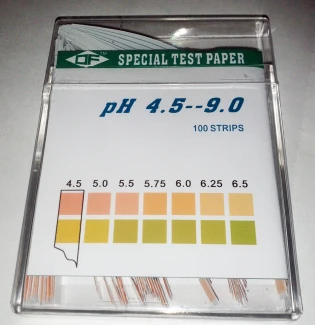 DF™ SPECIAL TEST PAPER
pH 4.5--9.0
100 STRIPS
4.5 5.0 5.5 5.75 6.0 6.25 6.5